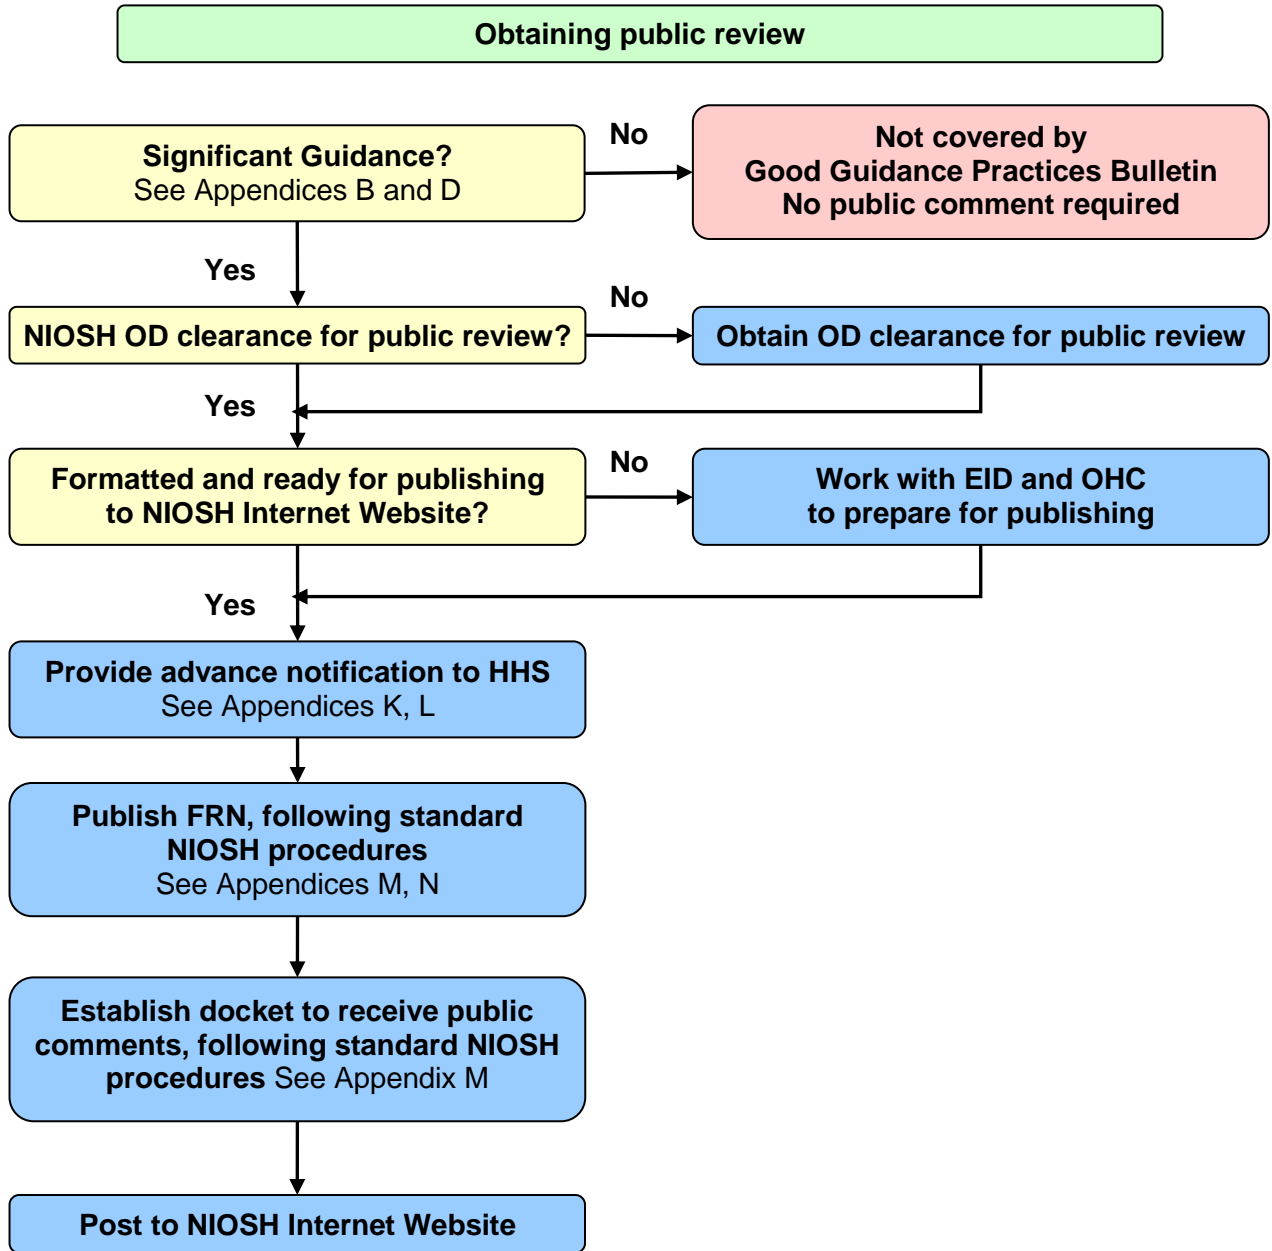 Obtaining public review
Significant Guidance?
See Appendices B and D
No
Not covered by
Good Guidance Practices Bulletin
No public comment required
Yes
NIOSH OD clearance for public review?
No
Obtain OD clearance for public review
Yes
Formatted and ready for publishing
to NIOSH Internet Website?
No
Work with EID and OHC
to prepare for publishing
Yes
Provide advance notification to HHS
See Appendices K, L
Publish FRN, following standard
NIOSH procedures
See Appendices M, N
Establish docket to receive public
comments, following standard NIOSH
procedures See Appendix M
Post to NIOSH Internet Website